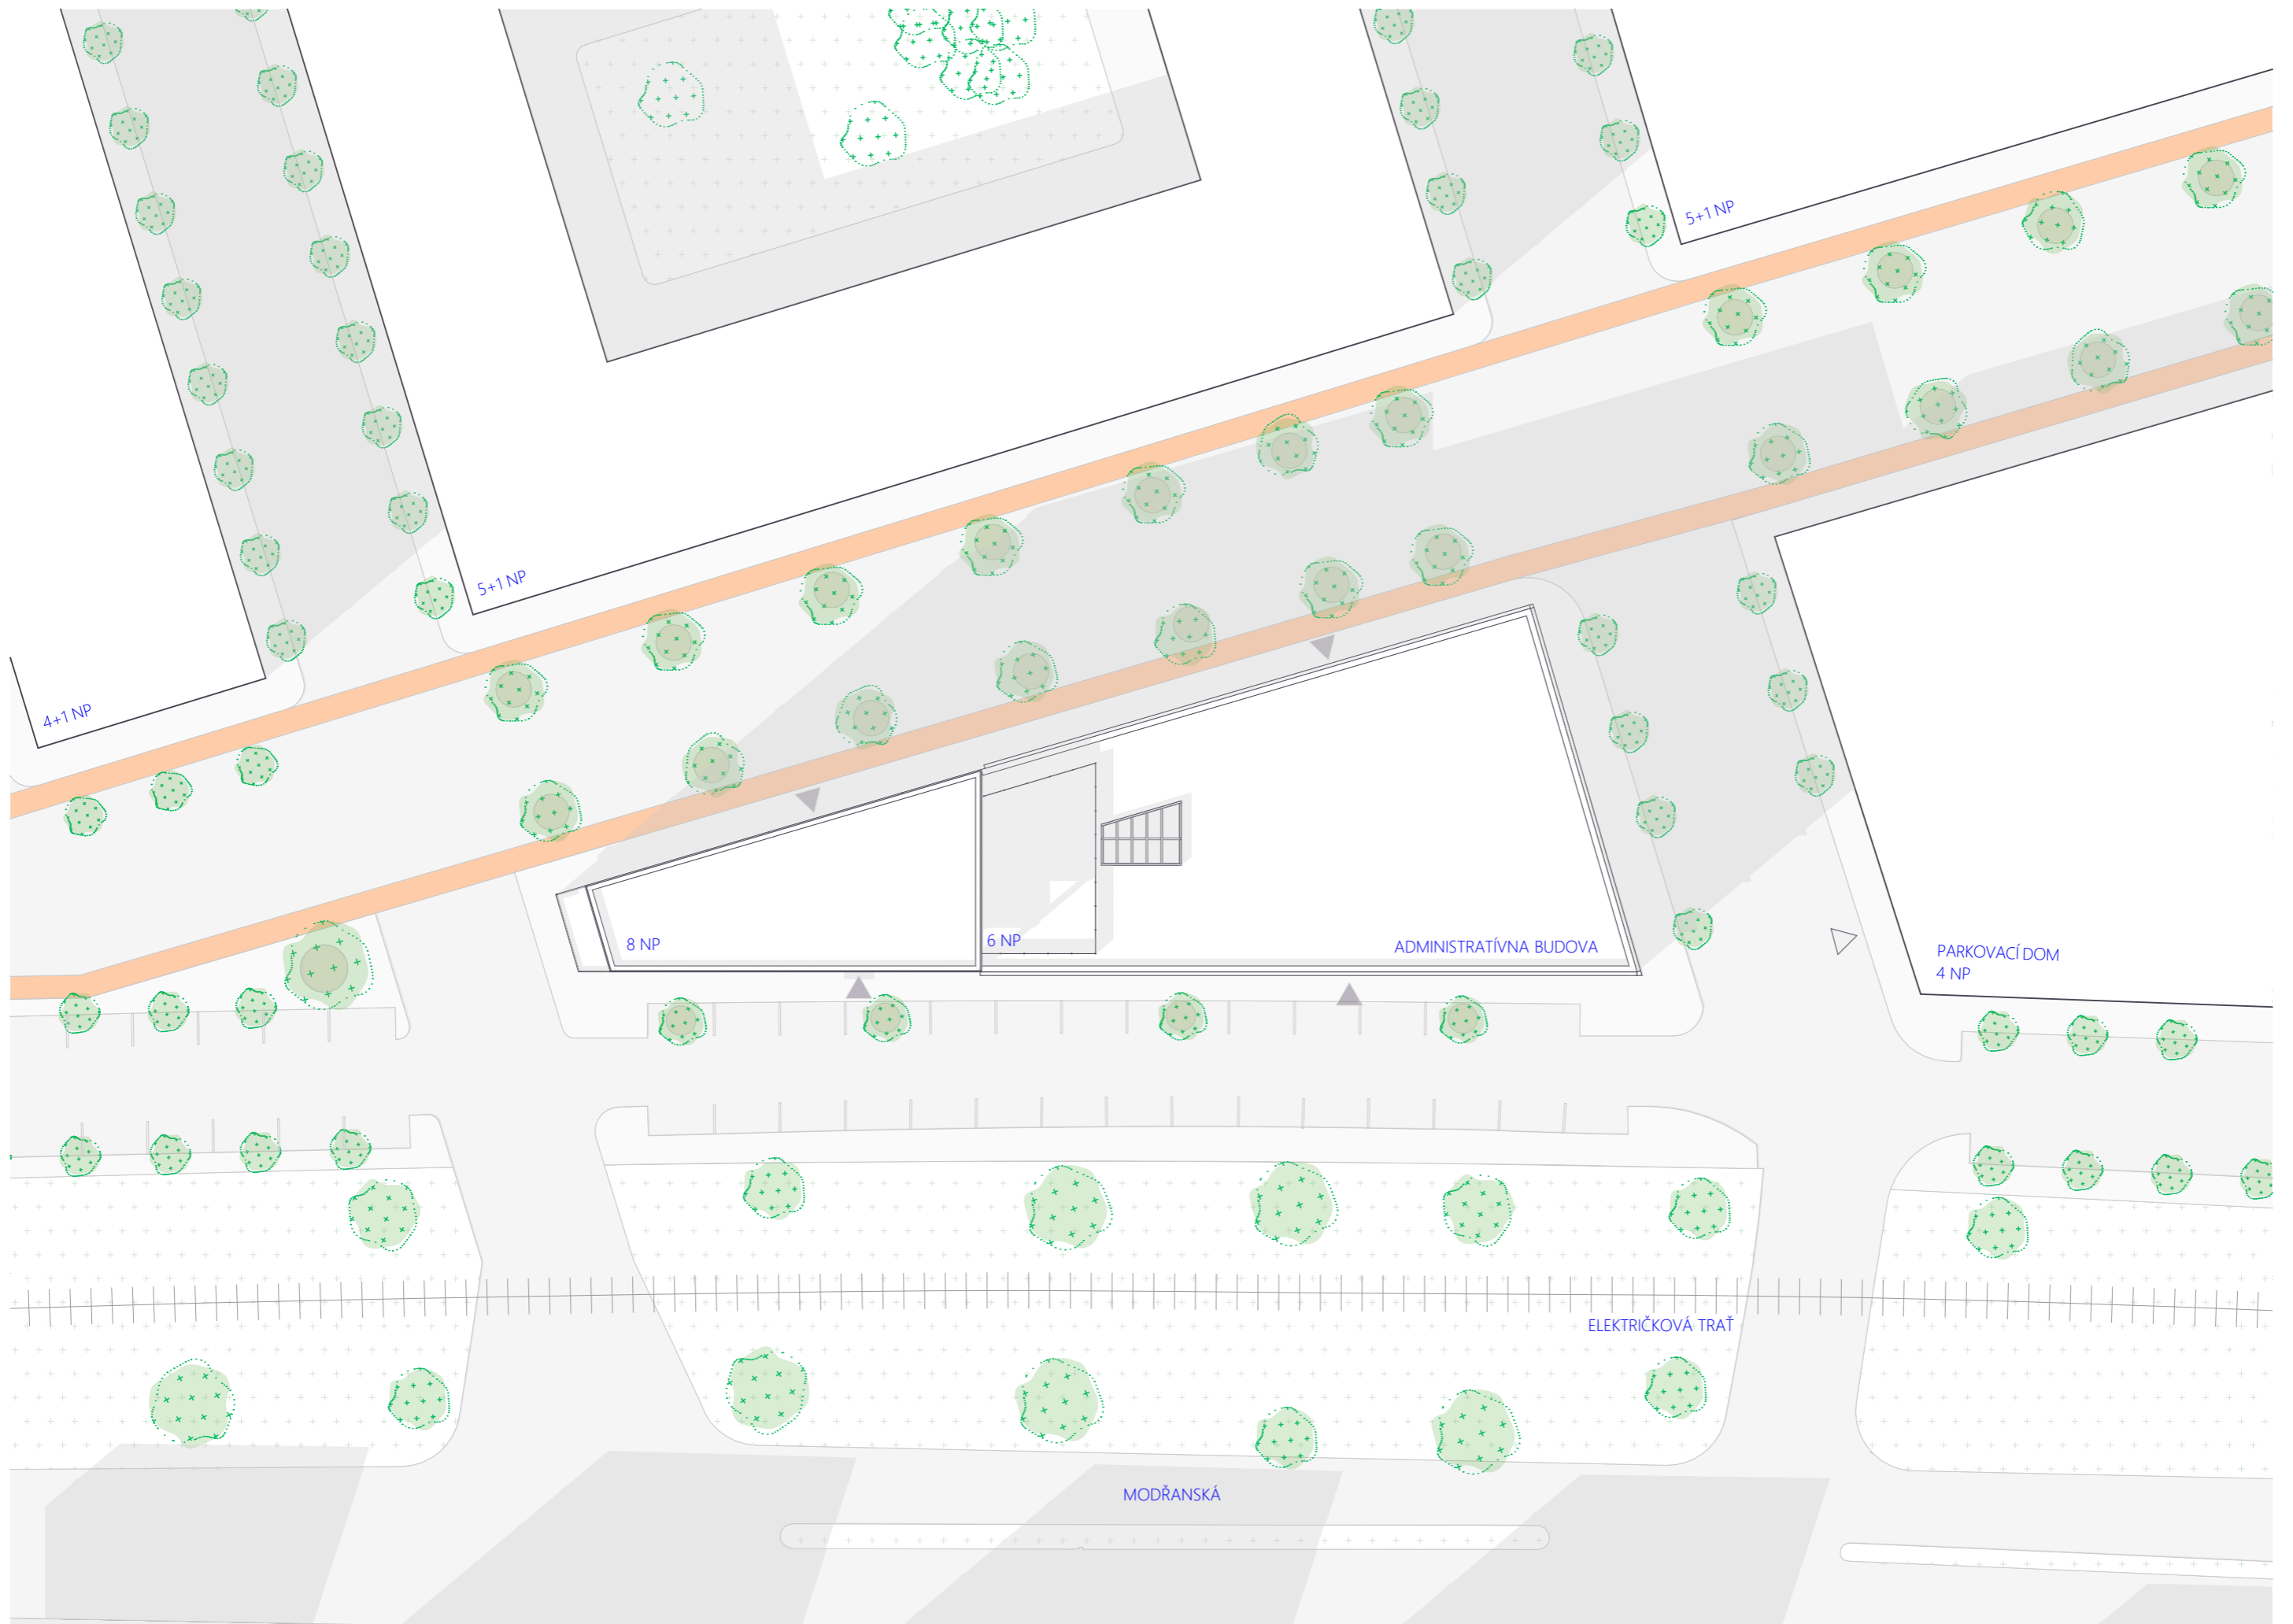 5+1 NP
5+1 NP
4+1 NP
8 NP
6 NP
ADMINISTRATÍVNA BUDOVA
PARKOVACÍ DOM
4 NP
ELEKTRIČKOVÁ TRAŤ
MODŘANSKÁ